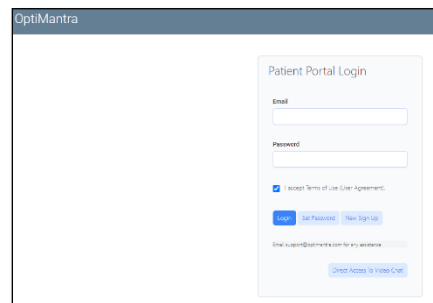 OptiMantra
Patient Portal Login
Email
Password
I accept Terms of Use (User Agreement).
Login Set Password New Sign Up
Email support@optimantra.com for any assistance
Direct Access To Video Chat